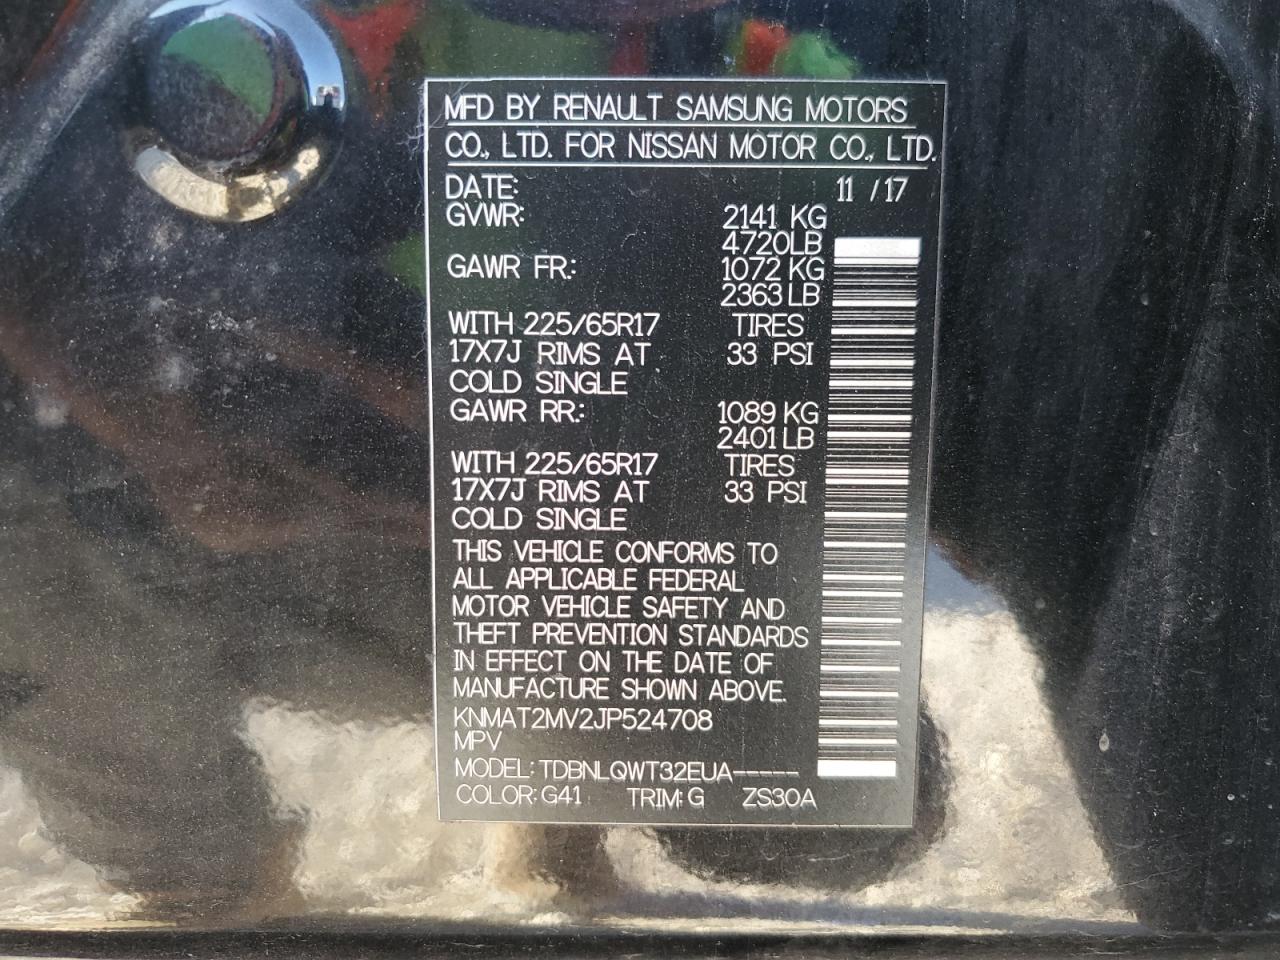 MFD BY RENAULT SAMSUNG MOTORS
CO., LTD. FOR NISSAN MOTOR CO., LTD.
DATE: 11 /17
GVWR: 2141 KG
4720LB
GAWR FR.: 1072 KG
2363LB
WITH 225/65R17 TIRES
17X7J RIMS AT 33 PSI
COLD SINGLE
GAWR RR.: 1089 KG
2401LB
WITH 225/65R17 TIRES
17X7J RIMS AT 33 PSI
COLD SINGLE
THIS VEHICLE CONFORMS TO
ALL APPLICABLE FEDERAL
MOTOR VEHICLE SAFETY AND
THEFT PREVENTION STANDARDS
IN EFFECT ON THE DATE OF
MANUFACTURE SHOWN ABOVE.
KNMAT2MV2JP524708
MPV
MODEL: TDBNLQWT32EUA-----
COLOR: G41 TRIM: G ZS30A